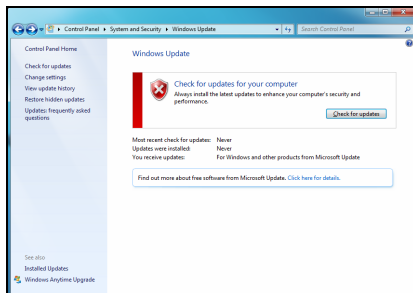 Control Panel ▸ System and Security ▸ Windows Update
Search Control Panel
Control Panel Home
Check for updates
Change settings
View update history
Restore hidden updates
Updates: frequently asked
questions
Windows Update
Check for updates for your computer
Always install the latest updates to enhance your computer's security and
performance.
Check for updates
Most recent check for updates: Never
Updates were installed: Never
You receive updates: For Windows and other products from Microsoft Update
Find out more about free software from Microsoft Update. Click here for details.
See also
Installed Updates
Windows Anytime Upgrade